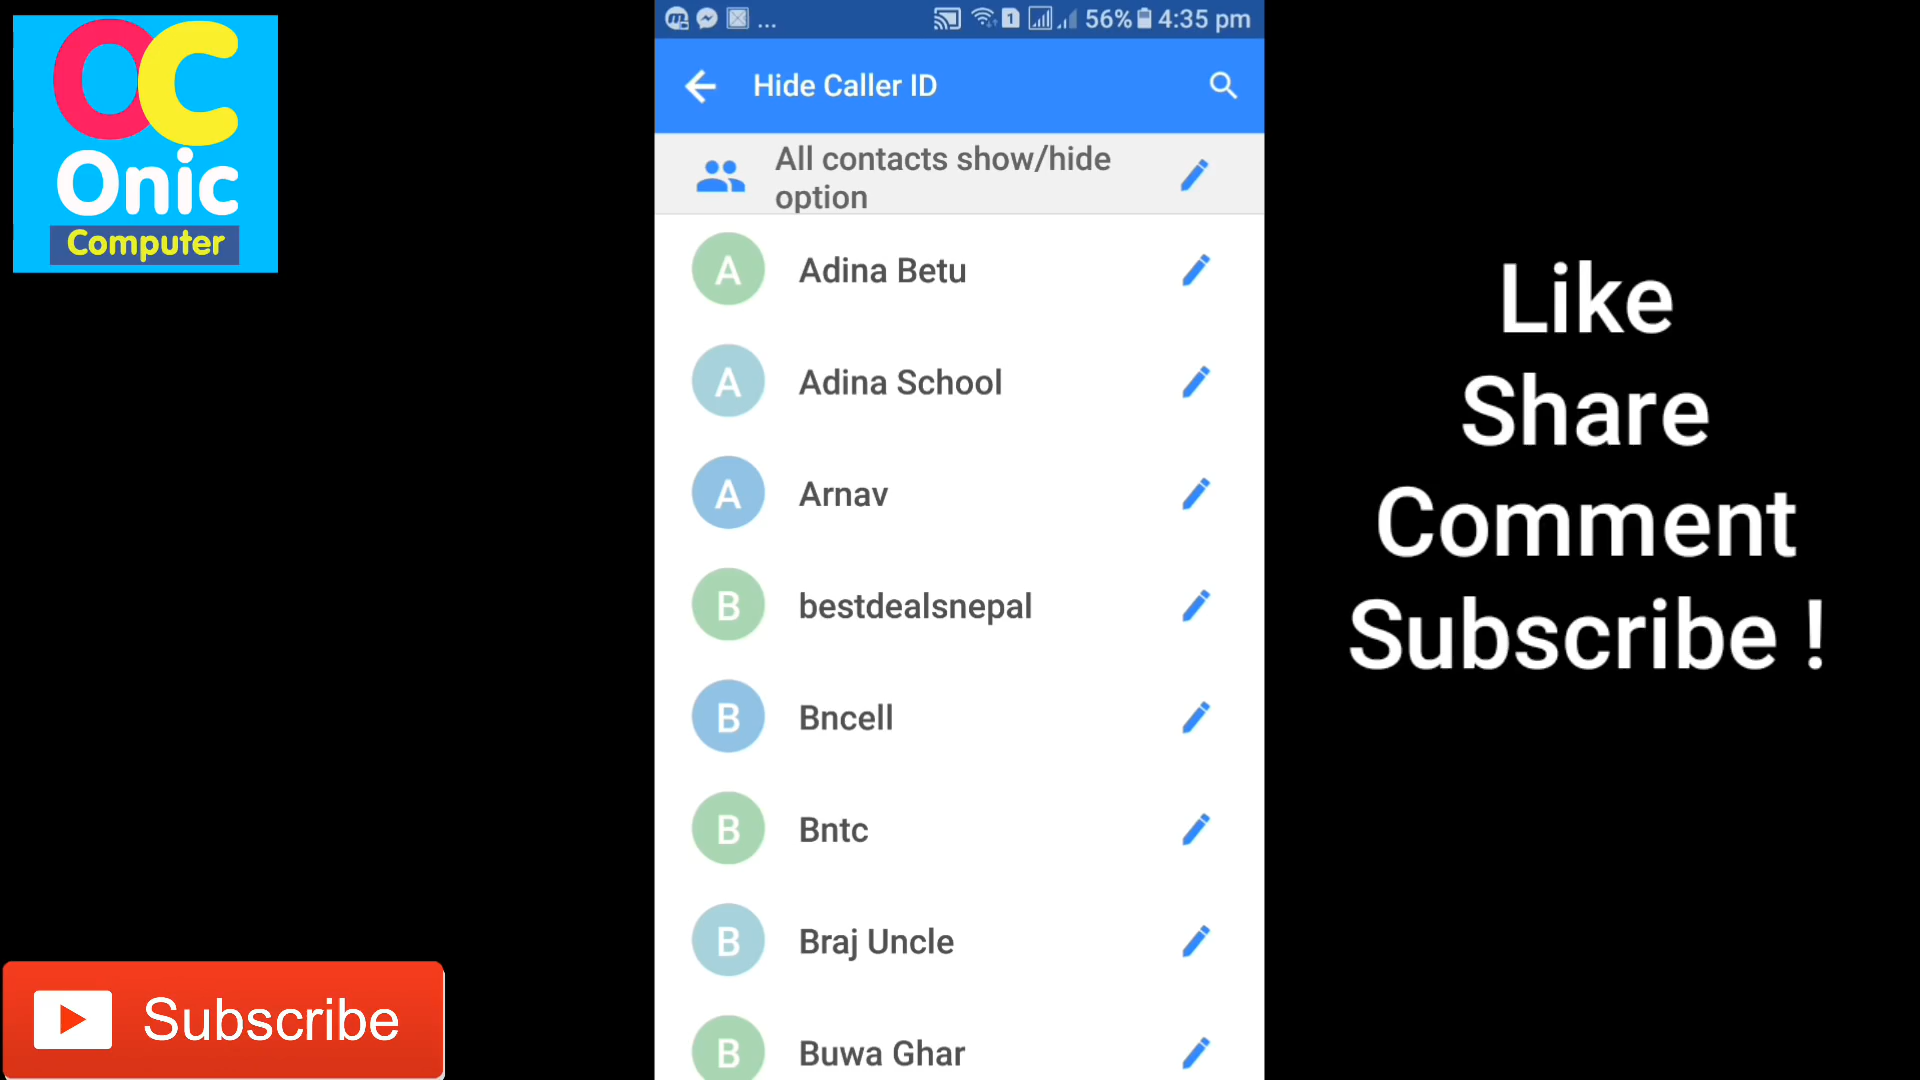 OC
Onic
Computer
... 1 56% 4:35 pm
Hide Caller ID
All contacts show/hide
option
A Adina Betu
A Adina School
A Arnav
B bestdealsnepal
B Bncell
B Bntc
B Braj Uncle
B Buwa Ghar
Like
Share
Comment
Subscribe !
Subscribe